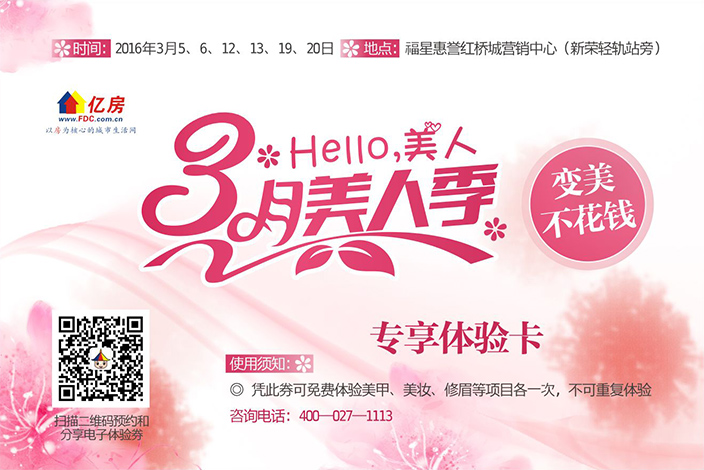 时间: 2016年3月5、6、12、13、19、20日 地点: 福星惠誉红桥城营销中心（新荣轻轨站旁）
亿房
www.FDC.com.cn
以房为核心的城市生活网
Hello,美人
3月美人季
变美
不花钱
专享体验卡
使用须知:
◎ 凭此券可免费体验美甲、美妆、修眉等项目各一次，不可重复体验
咨询电话: 400—027—1113
扫描二维码预约和
分享电子体验券